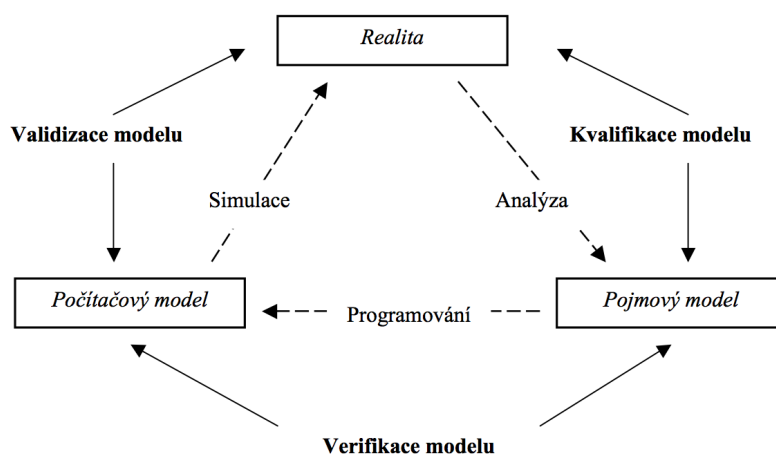 Realita
Validizace modelu
Kvalifikace modelu
Simulace
Analýza
Počítačový model
Programování
Pojmový model
Verifikace modelu